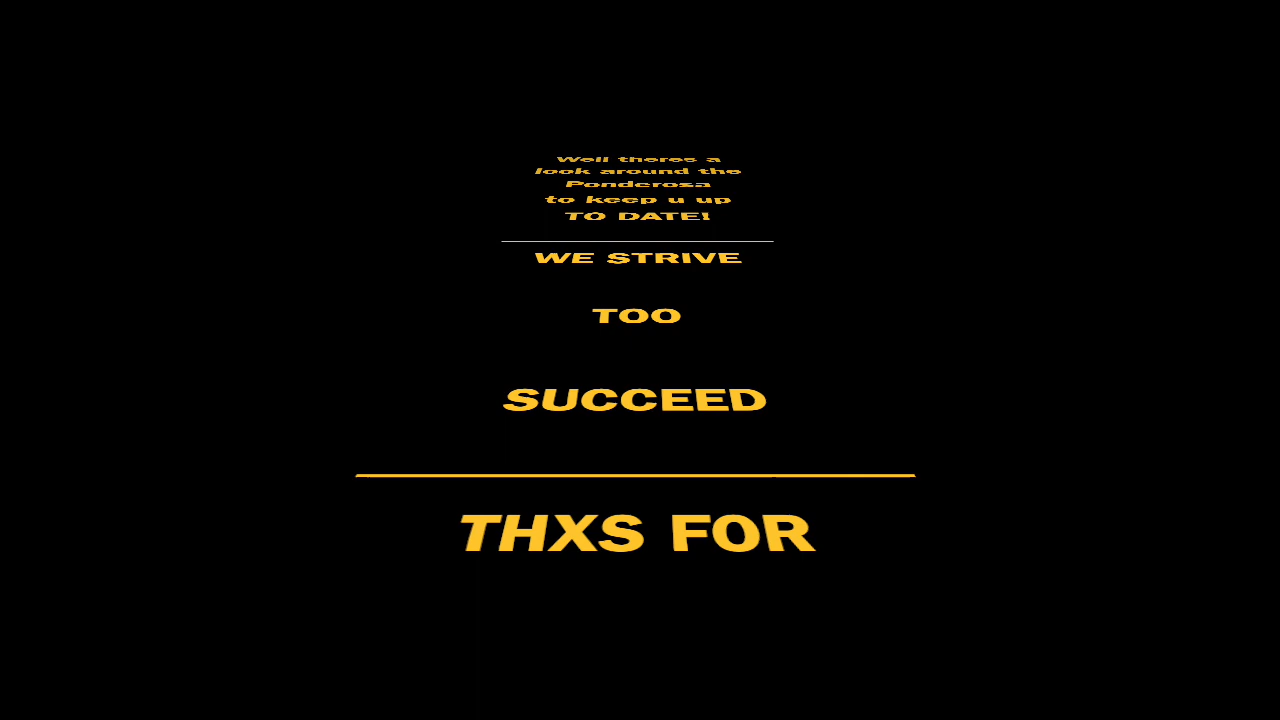 Well theres a
look around the
Ponderosa
to keep u up
TO DATE!
WE STRIVE
TOO
SUCCEED
THXS FOR